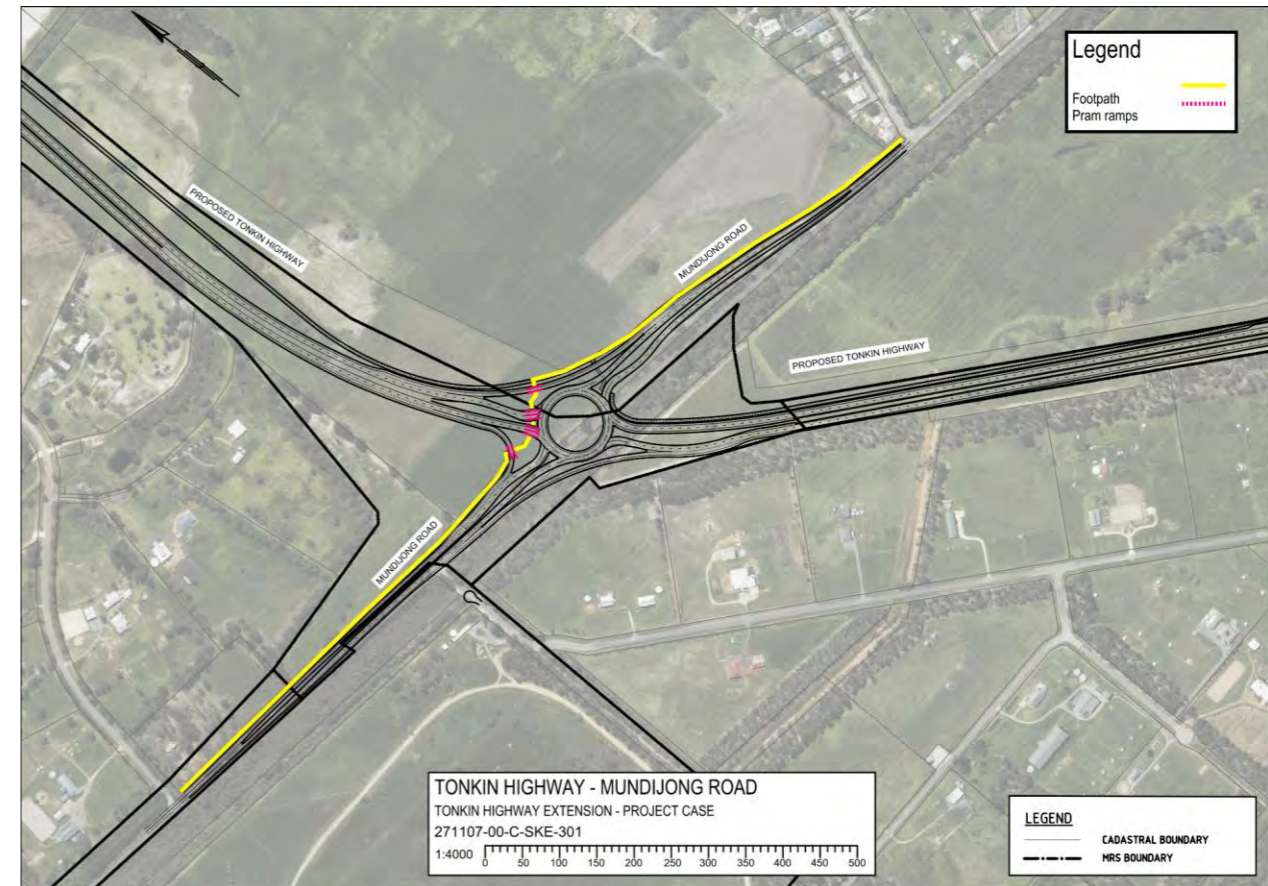 Legend
Footpath
Pram ramps
PROPOSED TONKIN HIGHWAY
MUNDIJONG ROAD
PROPOSED TONKIN HIGHWAY
MUNDIJONG ROAD
TONKIN HIGHWAY - MUNDIJONG ROAD
TONKIN HIGHWAY EXTENSION - PROJECT CASE
271107-00-C-SKE-301
1:4000 0 50 100 150 200 250 300 350 400 450 500
LEGEND
CADASTRAL BOUNDARY
MRS BOUNDARY